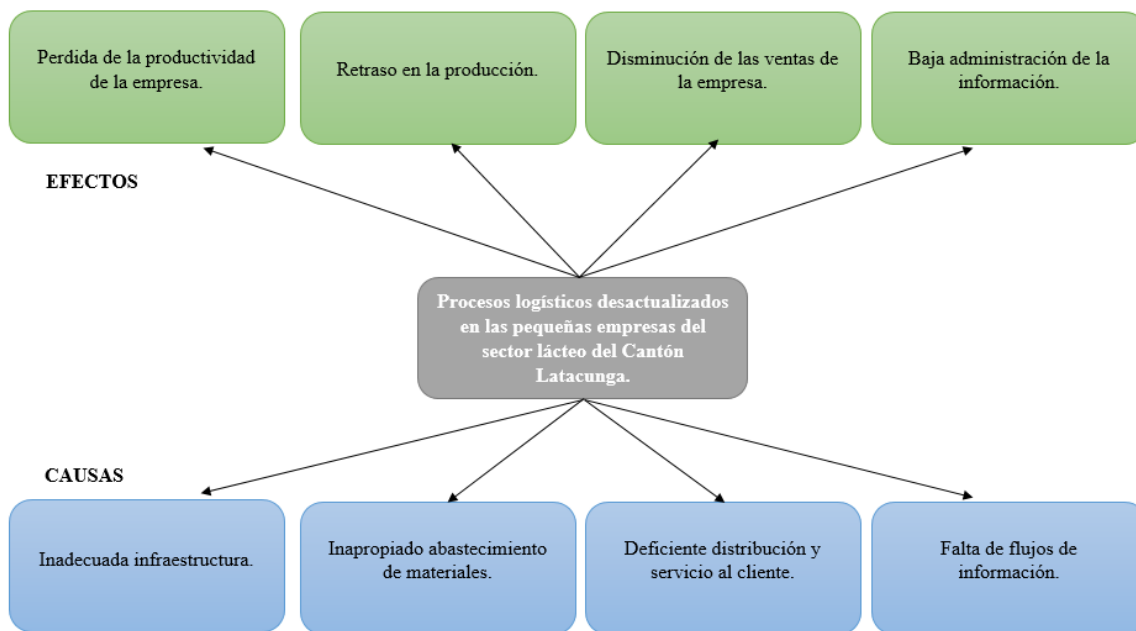 Perdida de la productividad
de la empresa.
Retraso en la producción.
Disminución de las ventas de
la empresa.
Baja administración de la
información.
EFECTOS
Procesos logísticos desactualizados
en las pequeñas empresas del
sector lácteo del Cantón
Latacunga.
CAUSAS
Inadecuada infraestructura.
Inapropiado abastecimiento
de materiales.
Deficiente distribución y
servicio al cliente.
Falta de flujos de
información.